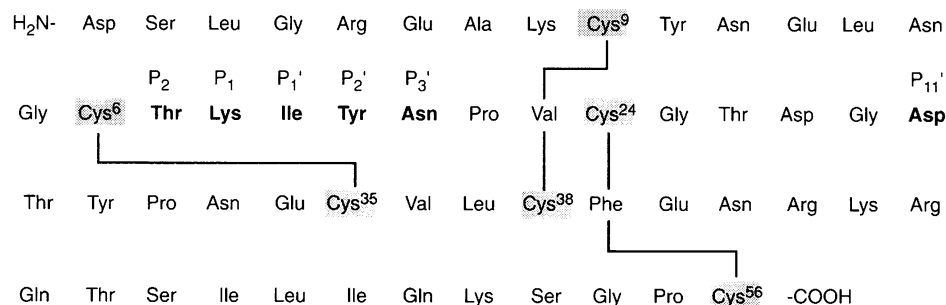 H₂N- Asp Ser Leu Gly Arg Glu Ala Lys Cys⁹ Tyr Asn Glu Leu Asn
P₂ P₁ P₁' P₂' P₃' P₁₁'
Gly Cys⁶ Thr Lys Ile Tyr Asn Pro Val Cys²⁴ Gly Thr Asp Gly Asp
Thr Tyr Pro Asn Glu Cys³⁵ Val Leu Cys³⁸ Phe Glu Asn Arg Lys Arg
Gln Thr Ser Ile Leu Ile Gln Lys Ser Gly Pro Cys⁵⁶ -COOH